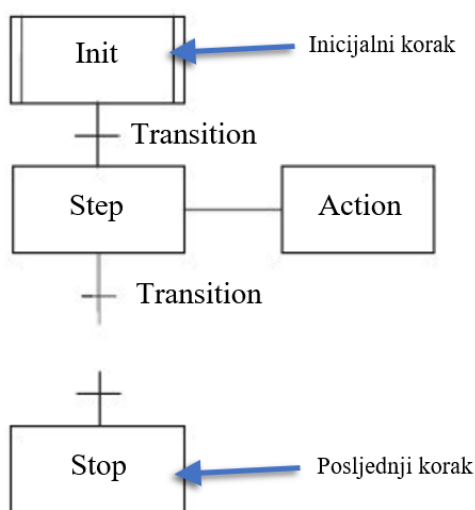 Init
Inicijalni korak
Transition
Step
Action
Transition
Stop
Posljednji korak